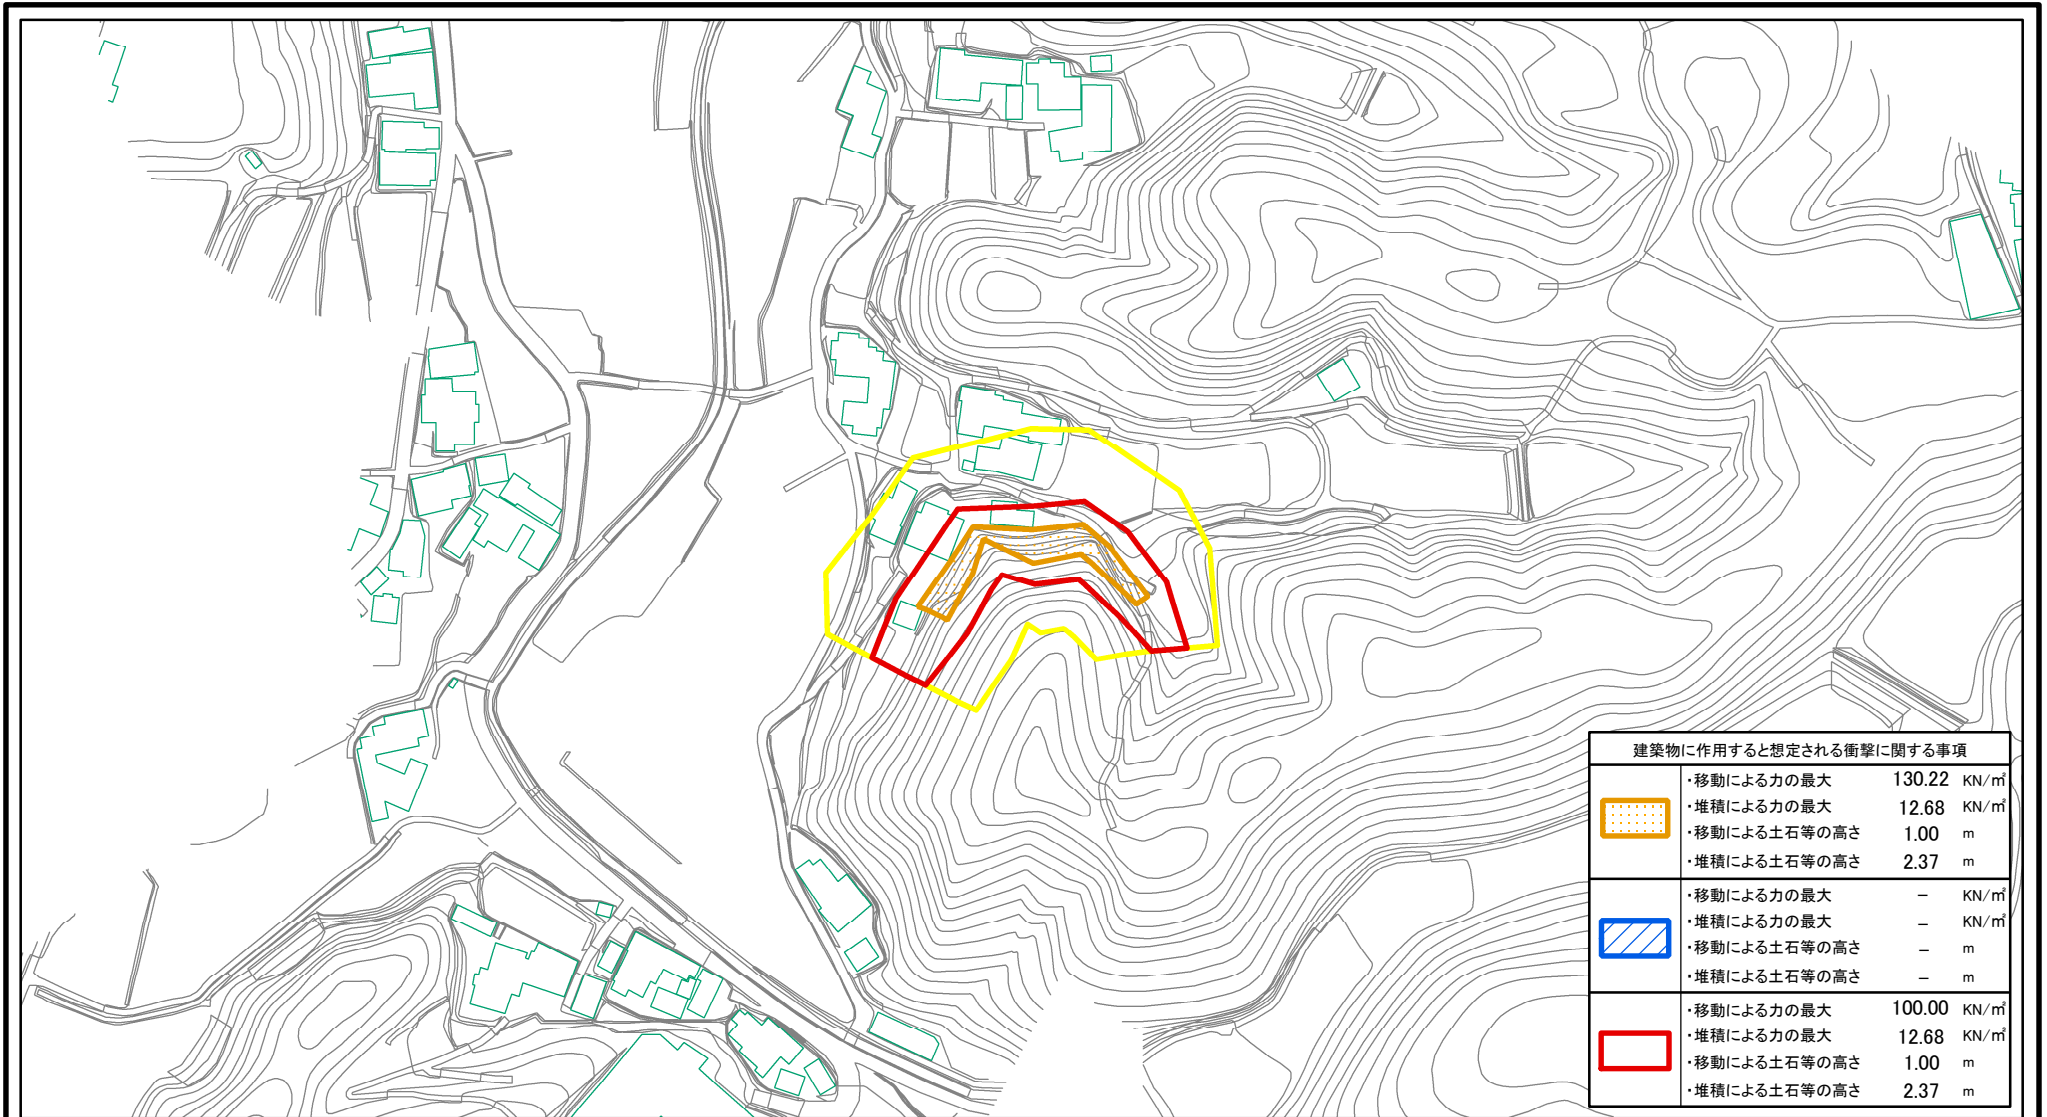 建築物に作用すると想定される衝撃に関する事項
・移動による力の最大 130.22 KN/㎡
・堆積による力の最大 12.68 KN/㎡
・移動による土石等の高さ 1.00 m
・堆積による土石等の高さ 2.37 m
・移動による力の最大 － KN/㎡
・堆積による力の最大 － KN/㎡
・移動による土石等の高さ － m
・堆積による土石等の高さ － m
・移動による力の最大 100.00 KN/㎡
・堆積による力の最大 12.68 KN/㎡
・移動による土石等の高さ 1.00 m
・堆積による土石等の高さ 2.37 m